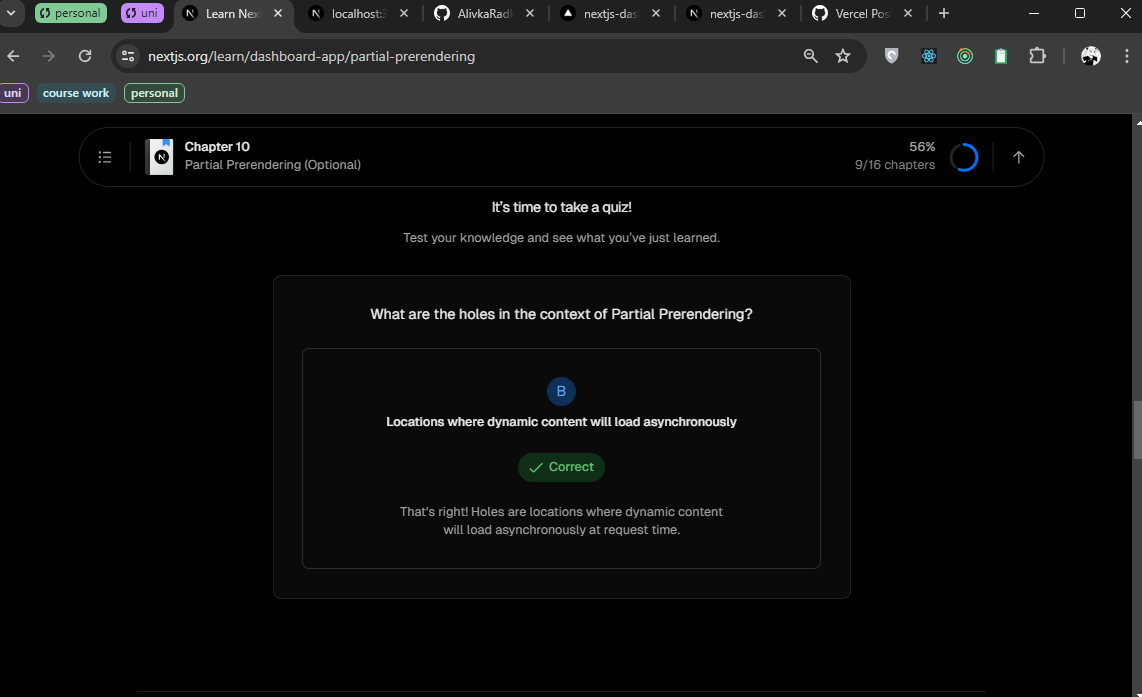 personal uni Learn Nex localhost:3 AlivkaRad nextjs-das nextjs-das Vercel Pos
nextjs.org/learn/dashboard-app/partial-prerendering
uni course work personal
Chapter 10
Partial Prerendering (Optional)
56%
9/16 chapters
It's time to take a quiz!
Test your knowledge and see what you've just learned.
What are the holes in the context of Partial Prerendering?
B
Locations where dynamic content will load asynchronously
Correct
That's right! Holes are locations where dynamic content
will load asynchronously at request time.